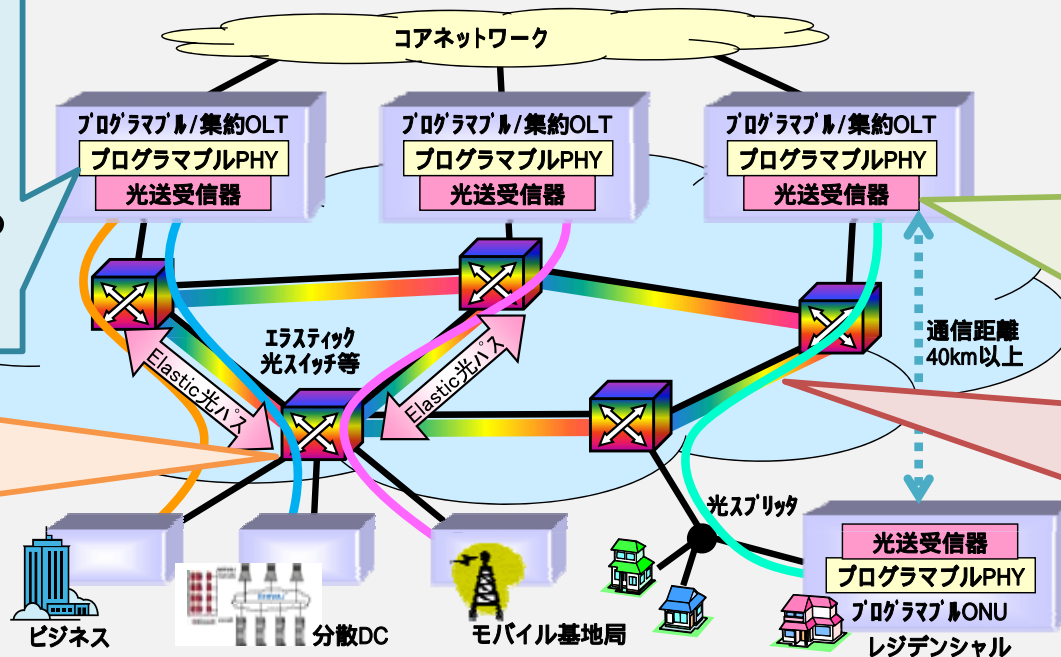 コアネットワーク
プログラマブル/集約OLT
プログラマブルPHY
光送受信器
プログラマブル/集約OLT
プログラマブルPHY
光送受信器
プログラマブル/集約OLT
プログラマブルPHY
光送受信器
エラスティック
光スイッチ等
Elastic光パス
Elastic光パス
通信距離
40km以上
光スプリッタ
光送受信器
プログラマブルPHY
プログラマブルONU
レジデンシャル
ビジネス
分散DC
モバイル基地局